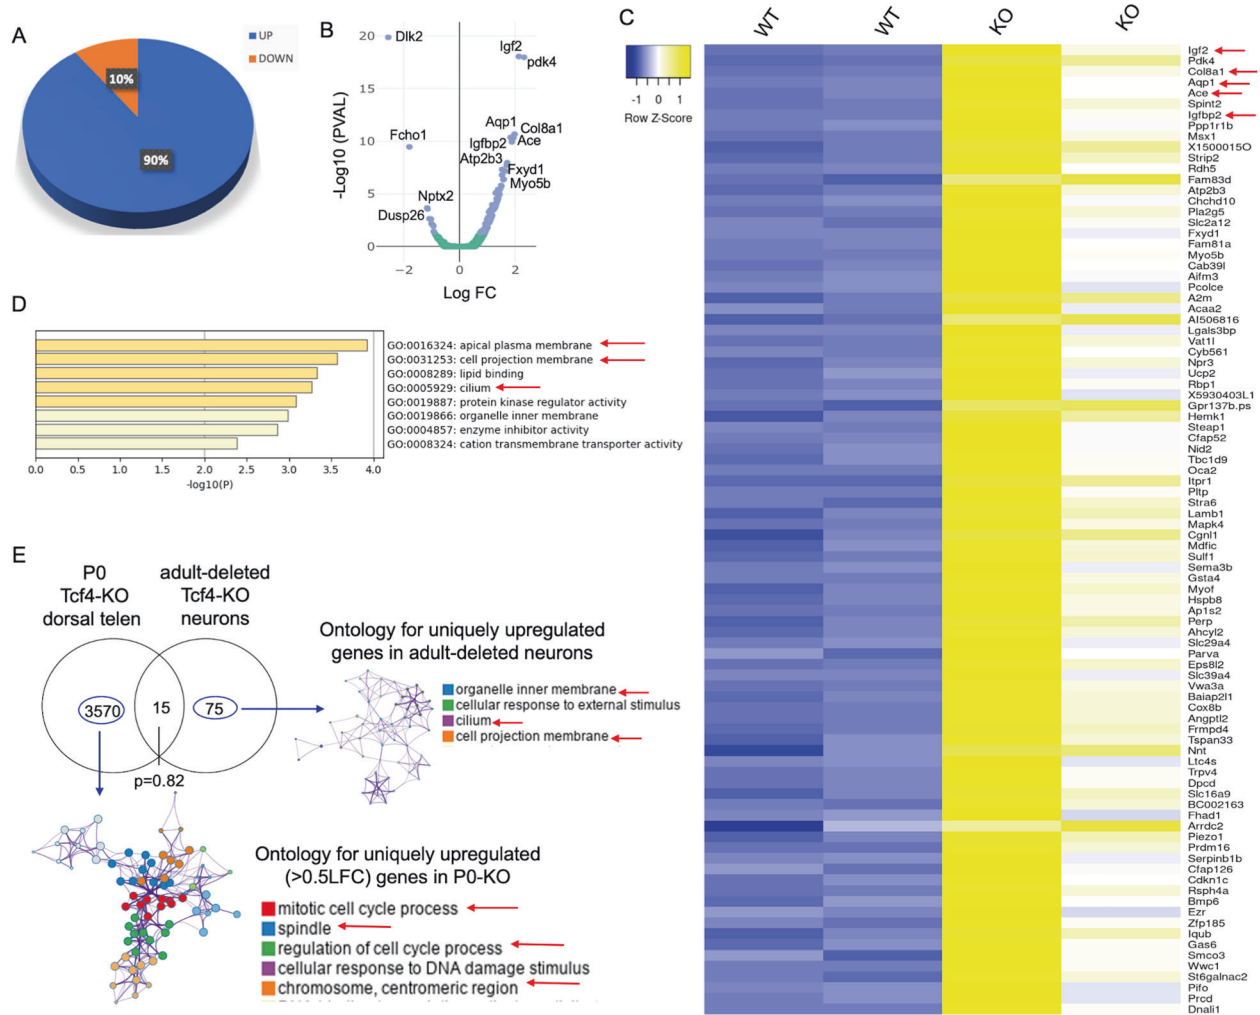 A
UP
DOWN
10%
90%
B
-Log10 (PVAL)
20
15
10
5
0
−2
0
2
Log FC
Dlk2
Igf2
pdk4
Fcho1
Aqp1
Col8a1
Igfbp2
Ace
Atp2b3
Fxyd1
Myo5b
Nptx2
Dusp26
C
WT
WT
KO
KO
-1
0
1
Row Z-Score
Igf2
Pdk4
Col8a1
Aqp1
Ace
Spint2
Igfbp2
Ppp1r1b
Msx1
X1500015O
Strip2
Rdh5
Fam83d
Atp2b3
Chchd10
Pla2g5
Slc2a12
Fxyd1
Fam81a
Myo5b
Cab39l
Aifm3
Pcolce
A2m
Acaa2
AI506816
Lgals3bp
Vat1l
Cyb561
Npr3
Ucp2
Rbp1
X5930403L1
Gpr137b.ps
Hemk1
Steap1
Cfap52
Nid2
Tbc1d9
Oca2
Itpr1
Pltp
Stra6
Lamb1
Mapk4
Cgnl1
Mdfic
Sulf1
Sema3b
Gsta4
Myof
Hspb8
Ap1s2
Perp
Ahcyl2
Slc29a4
Parva
Eps8l2
Slc39a4
Vwa3a
Baiap2l1
Cox8b
Angptl2
Frmpd4
Tspan33
Nnt
Ltc4s
Trpv4
Dpcd
Slc16a9
BC002163
Fhad1
Arrdc2
Piezo1
Prdm16
Serpinb1b
Cfap126
Cdkn1c
Rsph4a
Bmp6
Ezr
Zfp185
Iqub
Gas6
Smco3
Wwc1
St6galnac2
Pifo
Prcd
Dnali1
D
GO:0016324: apical plasma membrane
GO:0031253: cell projection membrane
GO:0008289: lipid binding
GO:0005929: cilium
GO:0019887: protein kinase regulator activity
GO:0019866: organelle inner membrane
GO:0004857: enzyme inhibitor activity
GO:0008324: cation transmembrane transporter activity
0.0 0.5 1.0 1.5 2.0 2.5 3.0 3.5 4.0
-log10(P)
E
P0
Tcf4-KO
dorsal telen
adult-deleted
Tcf4-KO
neurons
3570
15
75
p=0.82
Ontology for uniquely upregulated
genes in adult-deleted neurons
organelle inner membrane
cellular response to external stimulus
cilium
cell projection membrane
Ontology for uniquely upregulated
(>0.5LFC) genes in P0-KO
mitotic cell cycle process
spindle
regulation of cell cycle process
cellular response to DNA damage stimulus
chromosome, centromeric region